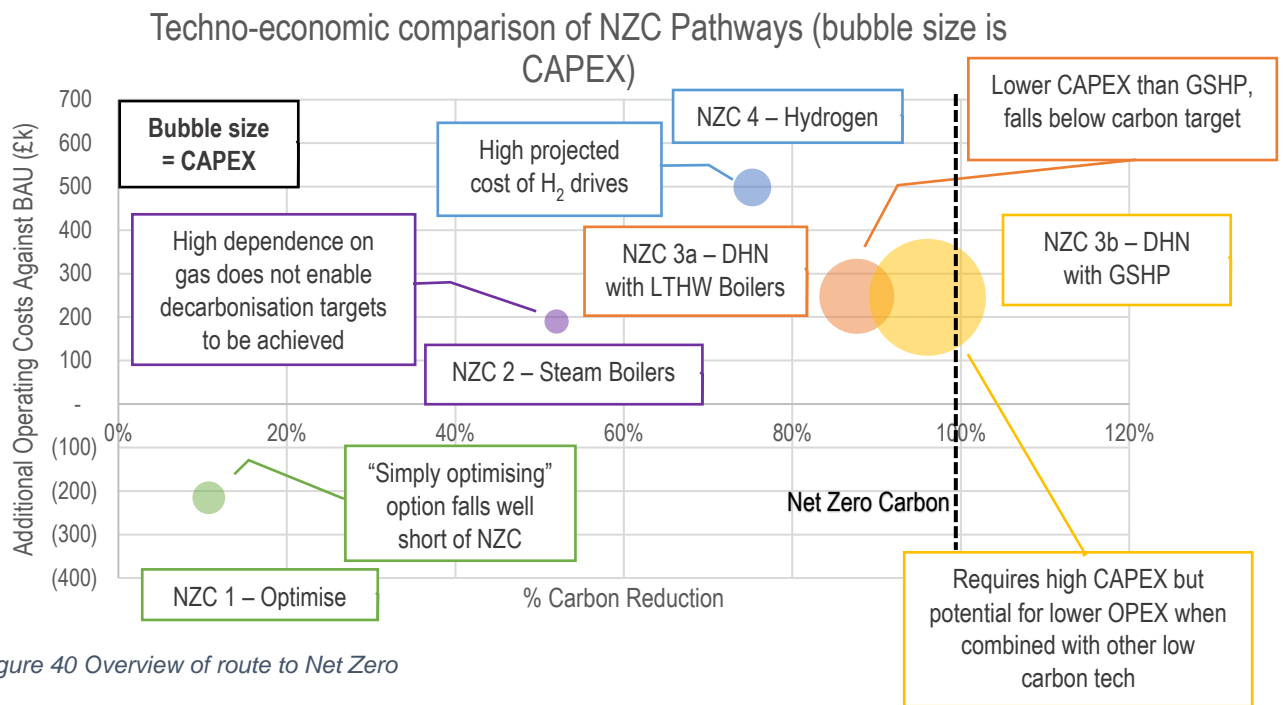 Techno-economic comparison of NZC Pathways (bubble size is
CAPEX)
Additional Operating Costs Against BAU (£k)
700
600
500
400
300
200
100
-
(100)
(200)
(300)
(400)
0%
20%
40%
60%
80%
100%
120%
% Carbon Reduction
Bubble size
= CAPEX
NZC 4 – Hydrogen
High projected
cost of H₂ drives
Lower CAPEX than GSHP,
falls below carbon target
High dependence on
gas does not enable
decarbonisation targets
to be achieved
NZC 3a – DHN
with LTHW Boilers
NZC 3b – DHN
with GSHP
NZC 2 – Steam Boilers
“Simply optimising”
option falls well
short of NZC
Net Zero Carbon
NZC 1 – Optimise
Requires high CAPEX but
potential for lower OPEX when
combined with other low
carbon tech
gure 40 Overview of route to Net Zero